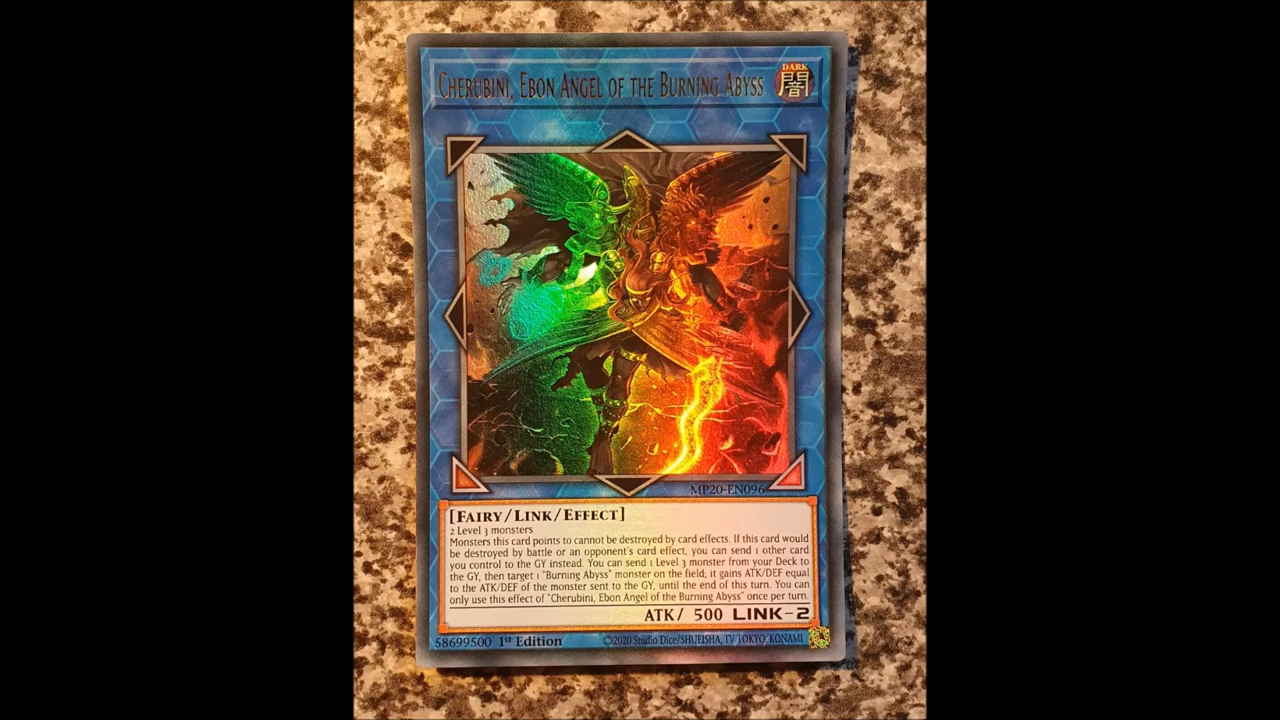 CHERUBINI, EBON ANGEL OF THE BURNING ABYSS
DARK
闇
MP20-EN096
[FAIRY/LINK/EFFECT]
2 Level 3 monsters
Monsters this card points to cannot be destroyed by card effects. If this card would
be destroyed by battle or an opponent's card effect, you can send 1 other card
you control to the GY instead. You can send 1 Level 3 monster from your Deck to
the GY, then target 1 "Burning Abyss" monster on the field; it gains ATK/DEF equal
to the ATK/DEF of the monster sent to the GY, until the end of this turn. You can
only use this effect of "Cherubini, Ebon Angel of the Burning Abyss" once per turn.
ATK/ 500 LINK-2
58699500 1st Edition ©2020 Studio Dice/SHUEISHA, TV TOKYO, KONAMI